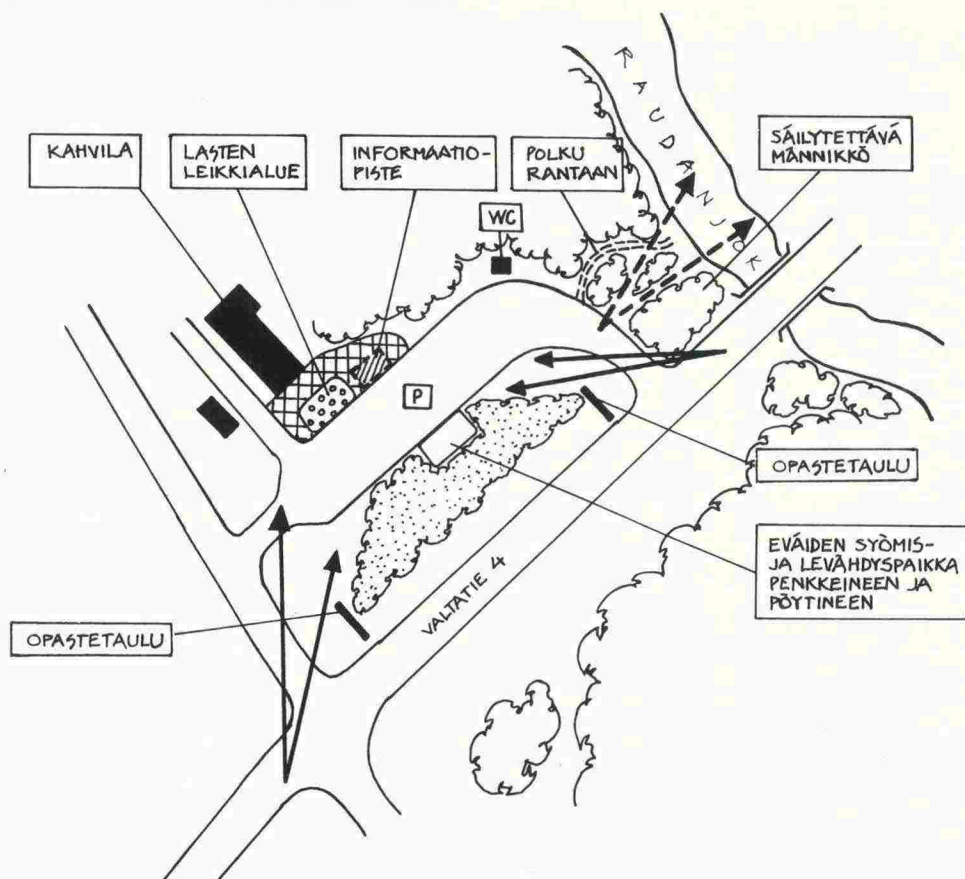 RAUDANJOKI
KAHVILA
LASTEN
LEIKKIALUE
INFORMAATIO-
PISTE
POLKU
RANTAAN
SÄILYTETTÄVÄ
MÄNNIKKÖ
WC
P
OPASTETAULU
EVÄIDEN SYÖMIS-
JA LEVÄHDYSPAIKKA
PENKKEINEEN JA
PÖYTINEEN
VALTATIE 4
OPASTETAULU